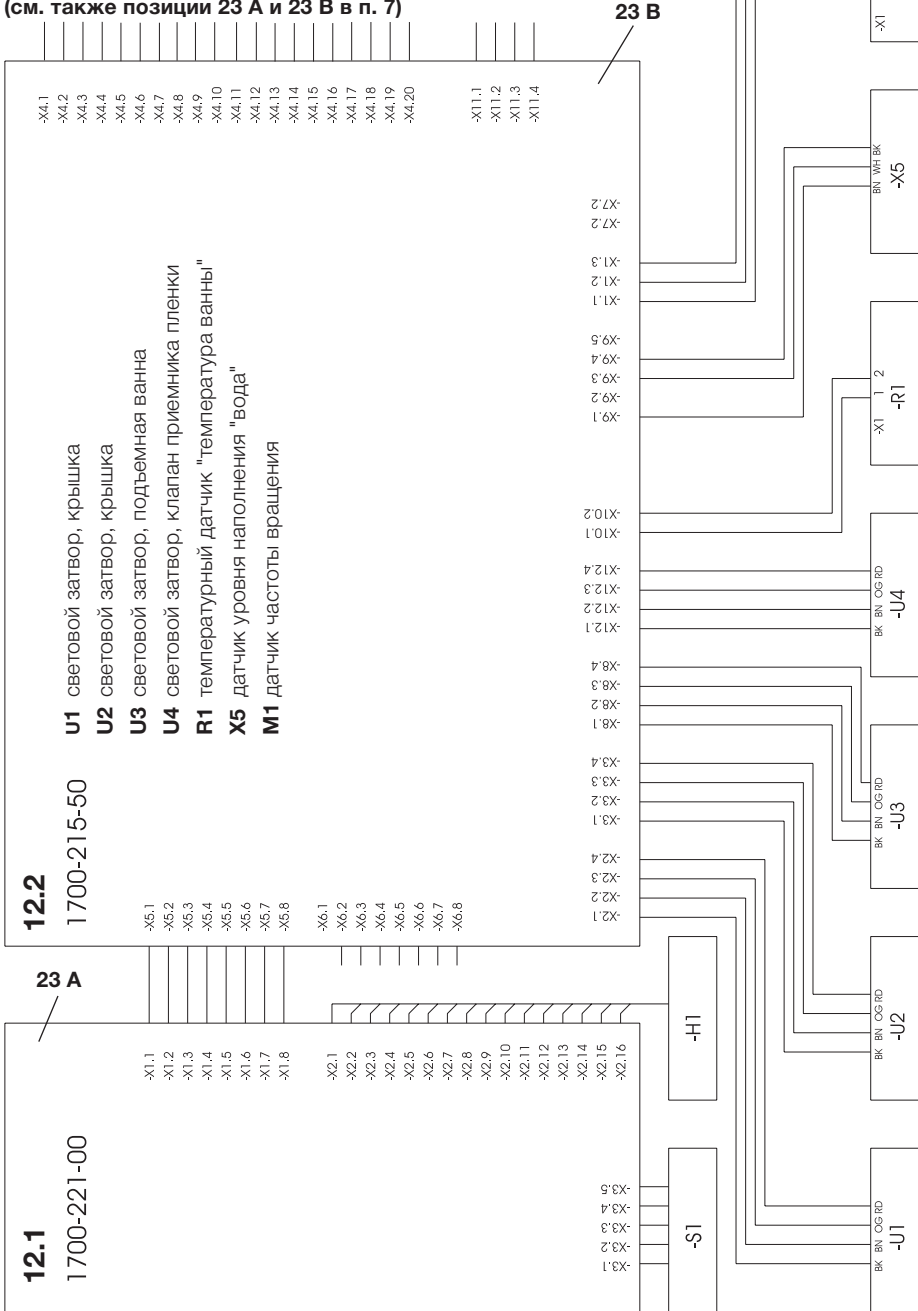 (см. также позиции 23 А и 23 В в п. 7)
23 B
12.2
1700-215-50
U1 световой затвор, крышка
U2 световой затвор, крышка
U3 световой затвор, подъемная ванна
U4 световой затвор, клапан приемника пленки
R1 температурный датчик "температура ванны"
X5 датчик уровня наполнения "вода"
M1 датчик частоты вращения
-X4.1
-X4.2
-X4.3
-X4.4
-X4.5
-X4.6
-X4.7
-X4.8
-X4.9
-X4.10
-X4.11
-X4.12
-X4.13
-X4.14
-X4.15
-X4.16
-X4.17
-X4.18
-X4.19
-X4.20
-X11.1
-X11.2
-X11.3
-X11.4
-X5.1
-X5.2
-X5.3
-X5.4
-X5.5
-X5.6
-X5.7
-X5.8
-X6.1
-X6.2
-X6.3
-X6.4
-X6.5
-X6.6
-X6.7
-X6.8
-X7.2
-X7.2
-X1.3
-X1.2
-X1.1
-X9.5
-X9.4
-X9.3
-X9.2
-X9.1
-X10.2
-X10.1
-X12.4
-X12.3
-X12.2
-X12.1
-X8.4
-X8.3
-X8.2
-X8.1
-X3.4
-X3.3
-X3.2
-X3.1
-X2.4
-X2.3
-X2.2
-X2.1
23 A
12.1
1700-221-00
-X1.1
-X1.2
-X1.3
-X1.4
-X1.5
-X1.6
-X1.7
-X1.8
-X2.1
-X2.2
-X2.3
-X2.4
-X2.5
-X2.6
-X2.7
-X2.8
-X2.9
-X2.10
-X2.11
-X2.12
-X2.13
-X2.14
-X2.15
-X2.16
-X3.5
-X3.4
-X3.3
-X3.2
-X3.1
-H1
-S1
-X1
BN WH BK
-X5
-X1 1 2
-R1
BK BN OG RD
-U4
BK BN OG RD
-U3
BK BN OG RD
-U2
BK BN OG RD
-U1